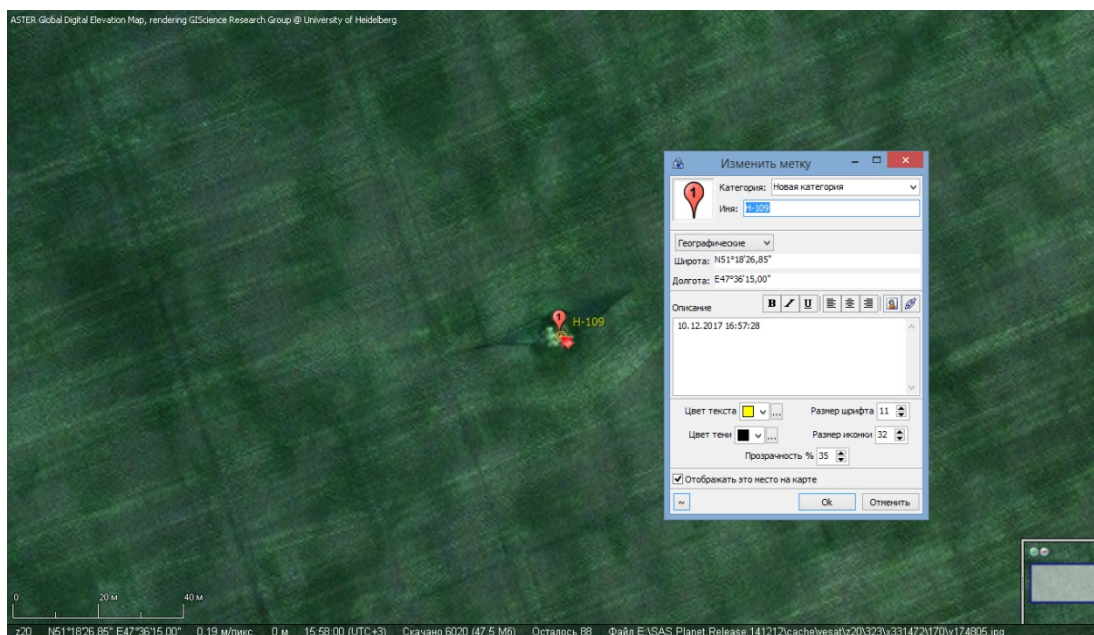 ASTER Global Digital Elevation Map, rendering GIScience Research Group @ University of Heidelberg
Изменить метку
1
Категория: Новая категория
Имя: H-109
Географические
Широта: N51°18'26,85"
Долгота: E47°36'15,00"
Описание
B I U
10.12.2017 16:57:28
1
H-109
Цвет текста ... Размер шрифта 11
Цвет тени ... Размер иконки 32
Прозрачность % 35
Отображать это место на карте
~ Ok Отменить
0 20 м 40 м
z20 N51°18'26.85" E47°36'15.00" 0.19 м/пикс 0 м 15:58:00 (UTC+3) Скачано 6020 (47.5 Мб) Осталось 88 Файл E:\SAS Planet Release 141212\cache\vesat\z20\323\x331472\170\y174805.jpg